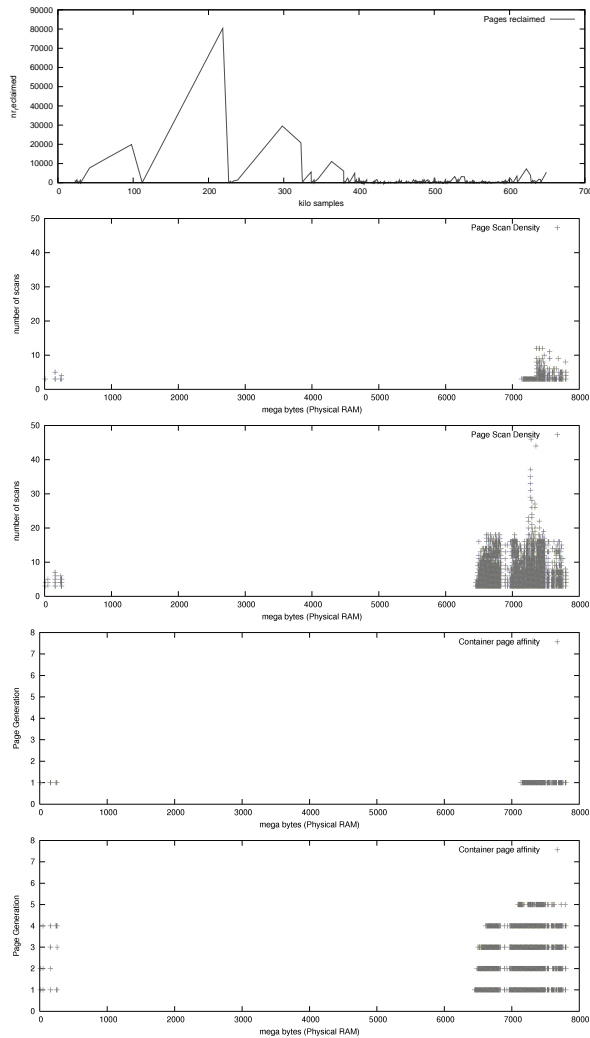 90000
80000
70000
60000
50000
40000
30000
20000
10000
0
nrreclaimed
Pages reclaimed
0 100 200 300 400 500 600 700
kilo samples
50
40
30
20
10
0
number of scans
Page Scan Density
0 1000 2000 3000 4000 5000 6000 7000 8000
mega bytes (Physical RAM)
50
40
30
20
10
0
number of scans
Page Scan Density
0 1000 2000 3000 4000 5000 6000 7000 8000
mega bytes (Physical RAM)
8
7
6
5
4
3
2
1
0
Page Generation
Container page affinity
0 1000 2000 3000 4000 5000 6000 7000 8000
mega bytes (Physical RAM)
8
7
6
5
4
3
2
1
0
Page Generation
Container page affinity
0 1000 2000 3000 4000 5000 6000 7000 8000
mega bytes (Physical RAM)